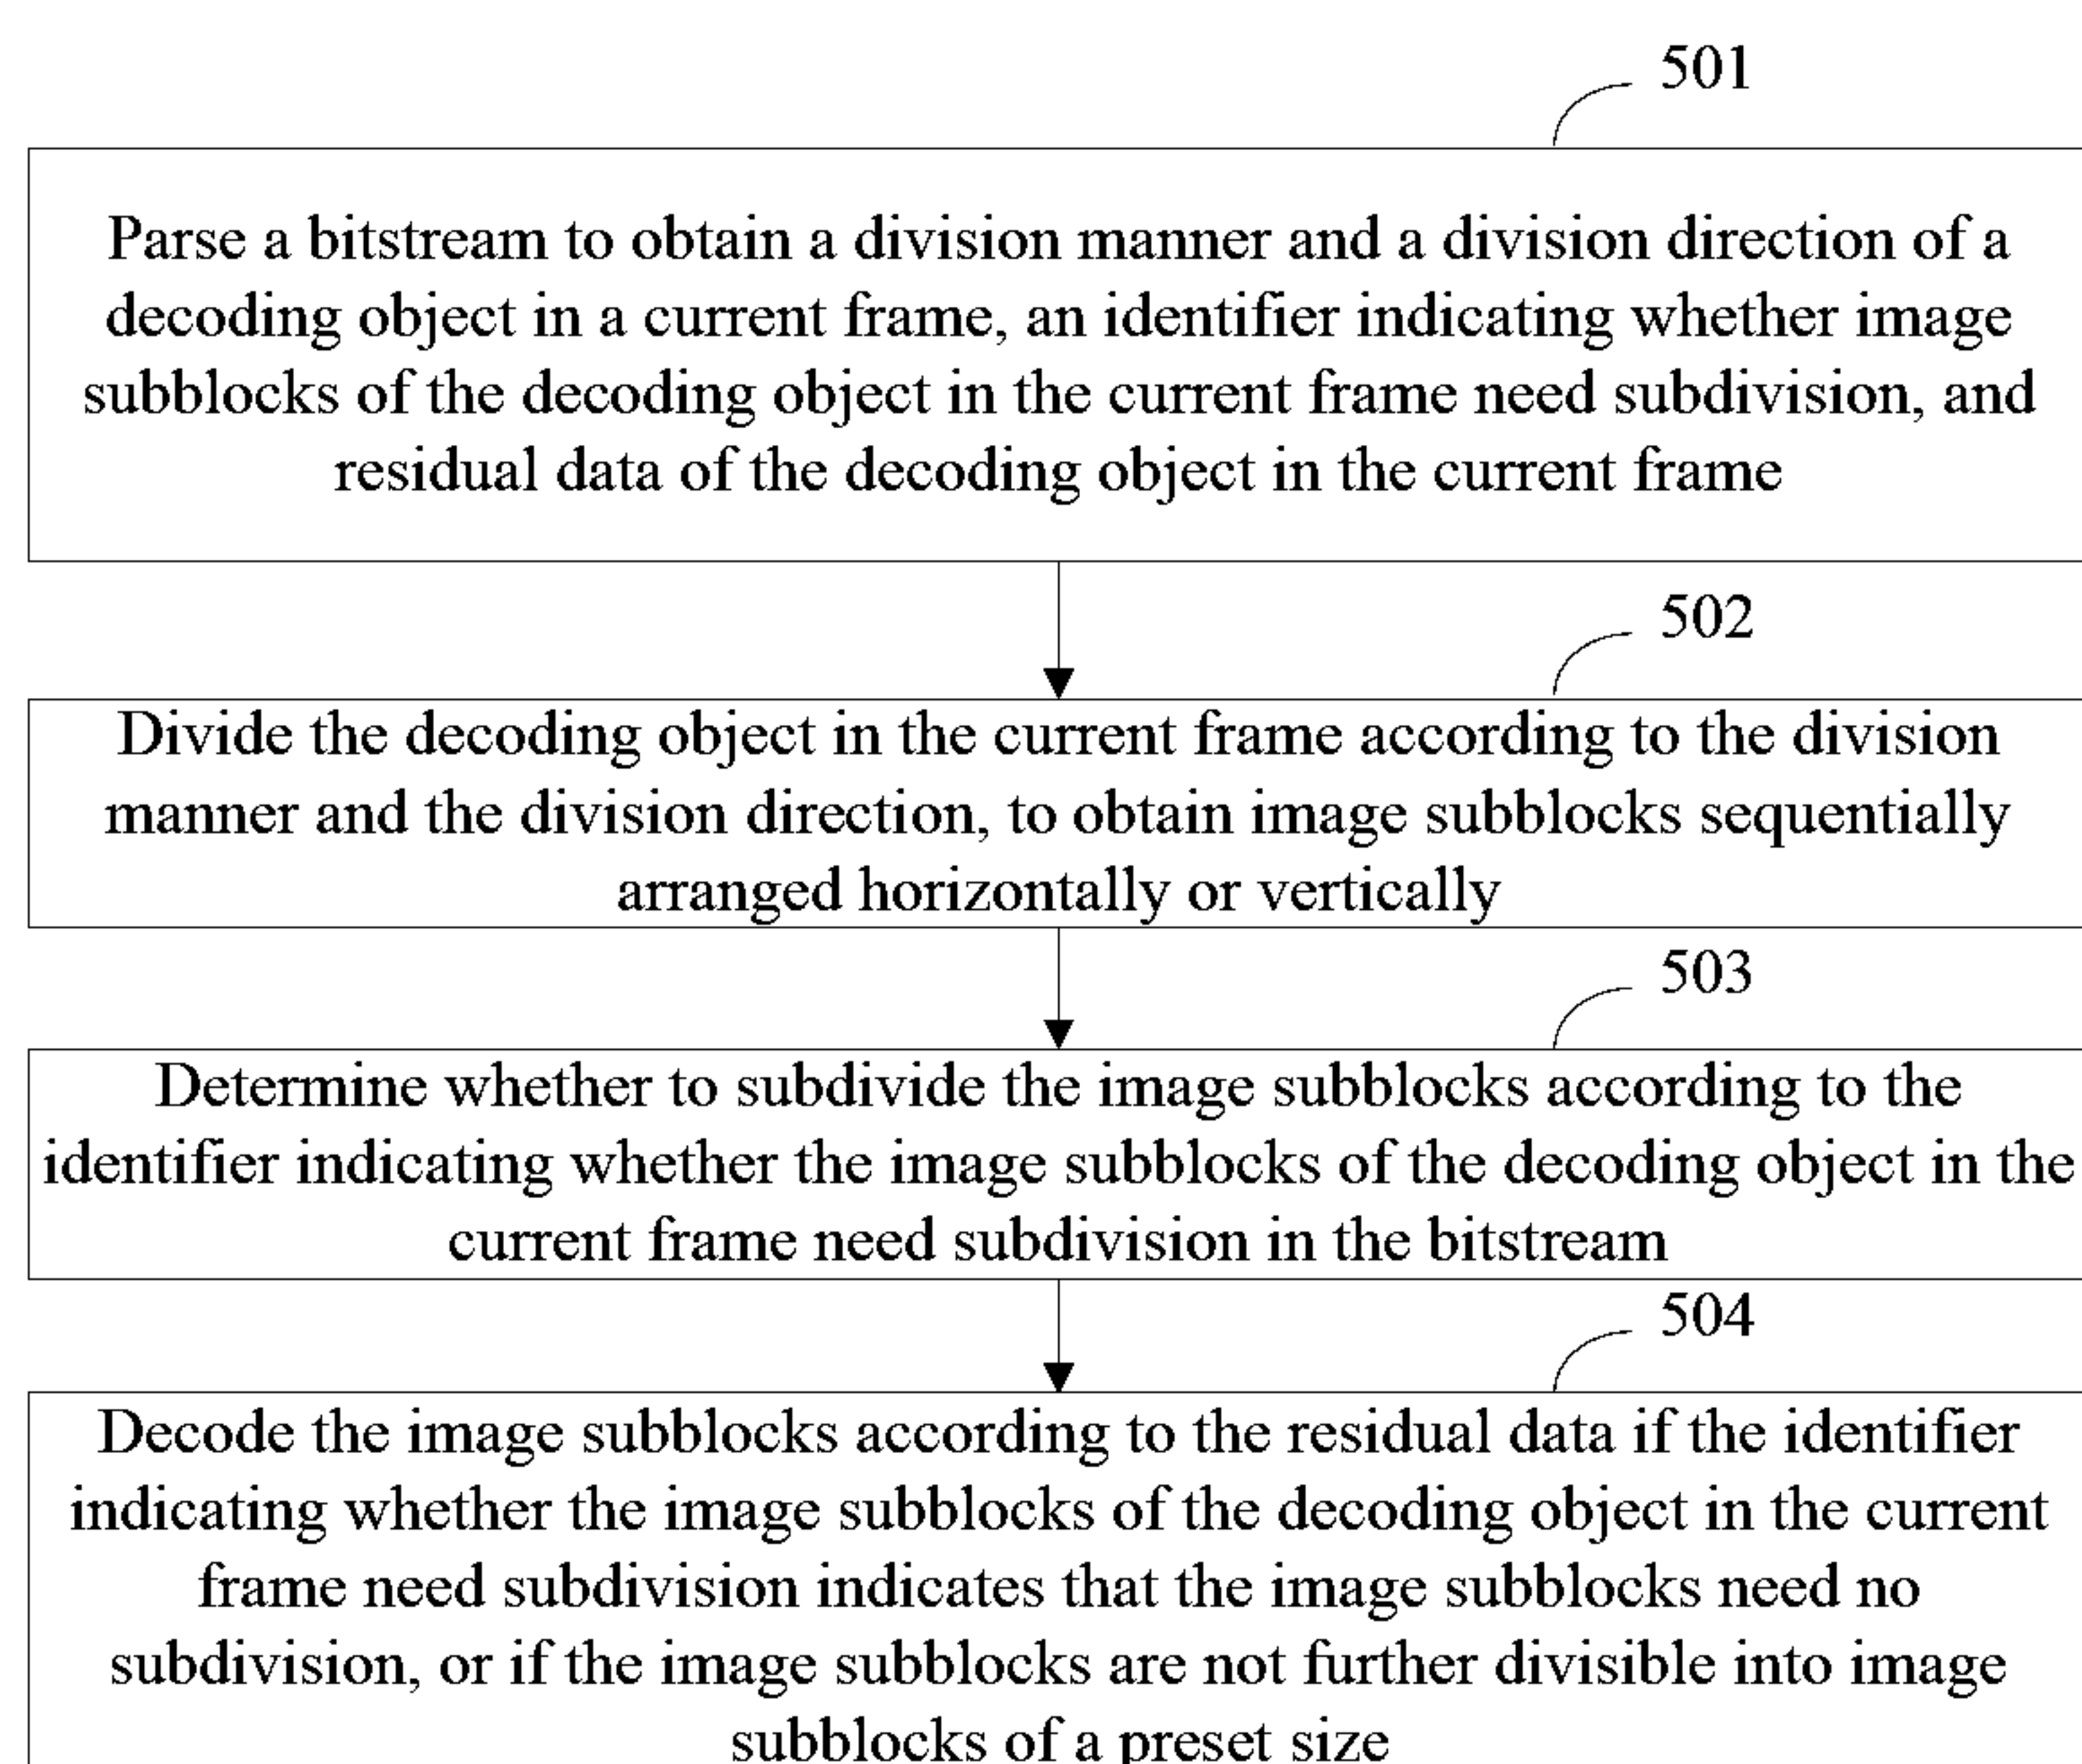 501
Parse a bitstream to obtain a division manner and a division direction of a
decoding object in a current frame, an identifier indicating whether image
subblocks of the decoding object in the current frame need subdivision, and
residual data of the decoding object in the current frame
502
Divide the decoding object in the current frame according to the division
manner and the division direction, to obtain image subblocks sequentially
arranged horizontally or vertically
503
Determine whether to subdivide the image subblocks according to the
identifier indicating whether the image subblocks of the decoding object in the
current frame need subdivision in the bitstream
504
Decode the image subblocks according to the residual data if the identifier
indicating whether the image subblocks of the decoding object in the current
frame need subdivision indicates that the image subblocks need no
subdivision, or if the image subblocks are not further divisible into image
subblocks of a preset size